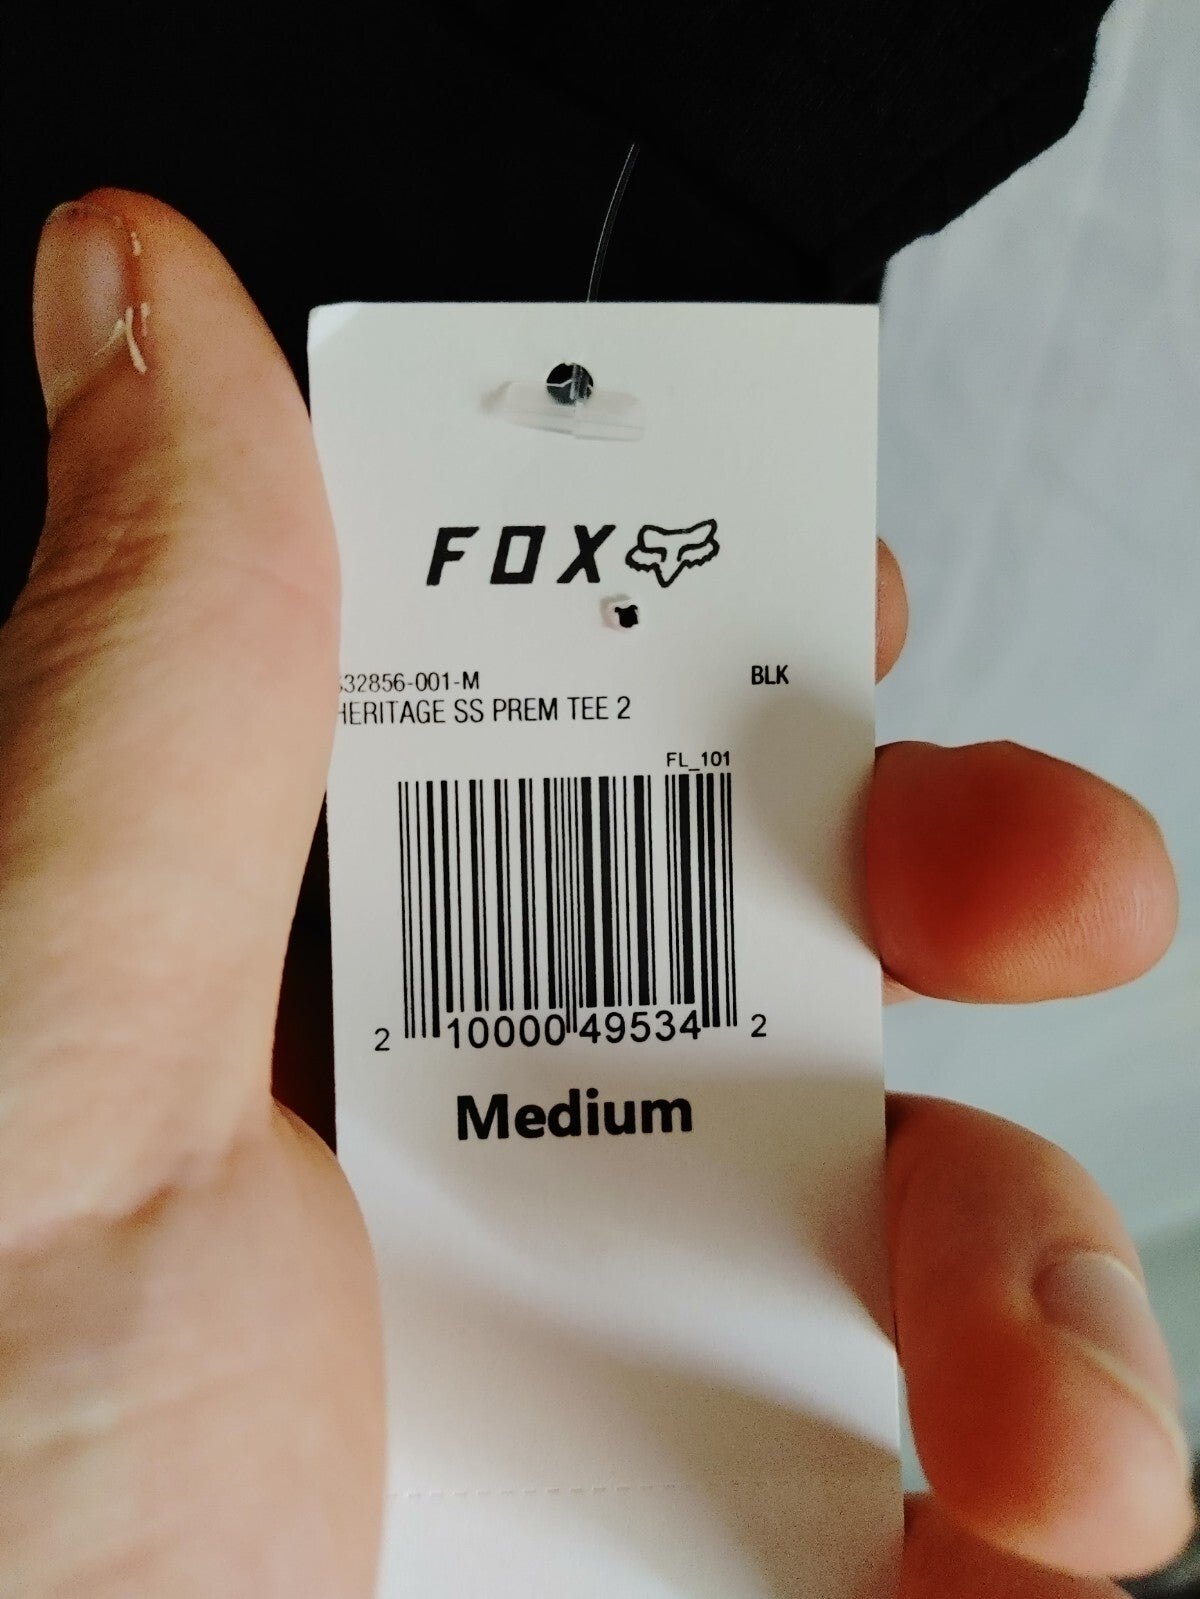 FOX
32856-001-M BLK
HERITAGE SS PREM TEE 2
FL_101
2 10000 49534 2
Medium